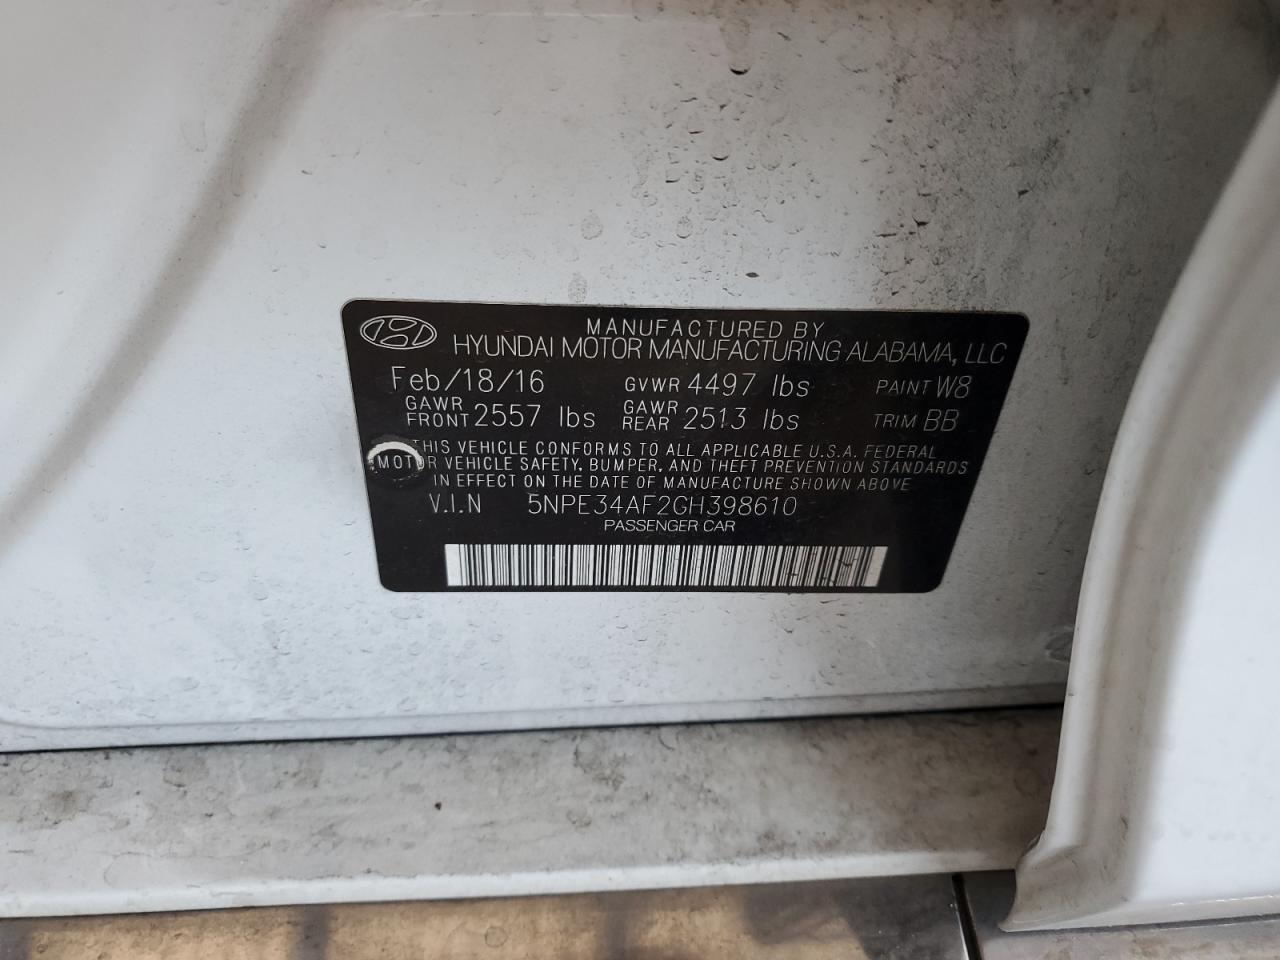 MANUFACTURED BY
HYUNDAI MOTOR MANUFACTURING ALABAMA, LLC
Feb/18/16 GVWR 4497 lbs PAINT W8
GAWR FRONT 2557 lbs GAWR REAR 2513 lbs TRIM BB
THIS VEHICLE CONFORMS TO ALL APPLICABLE U.S.A. FEDERAL
MOTOR VEHICLE SAFETY, BUMPER, AND THEFT PREVENTION STANDARDS
IN EFFECT ON THE DATE OF MANUFACTURE SHOWN ABOVE
V.I.N 5NPE34AF2GH398610
PASSENGER CAR